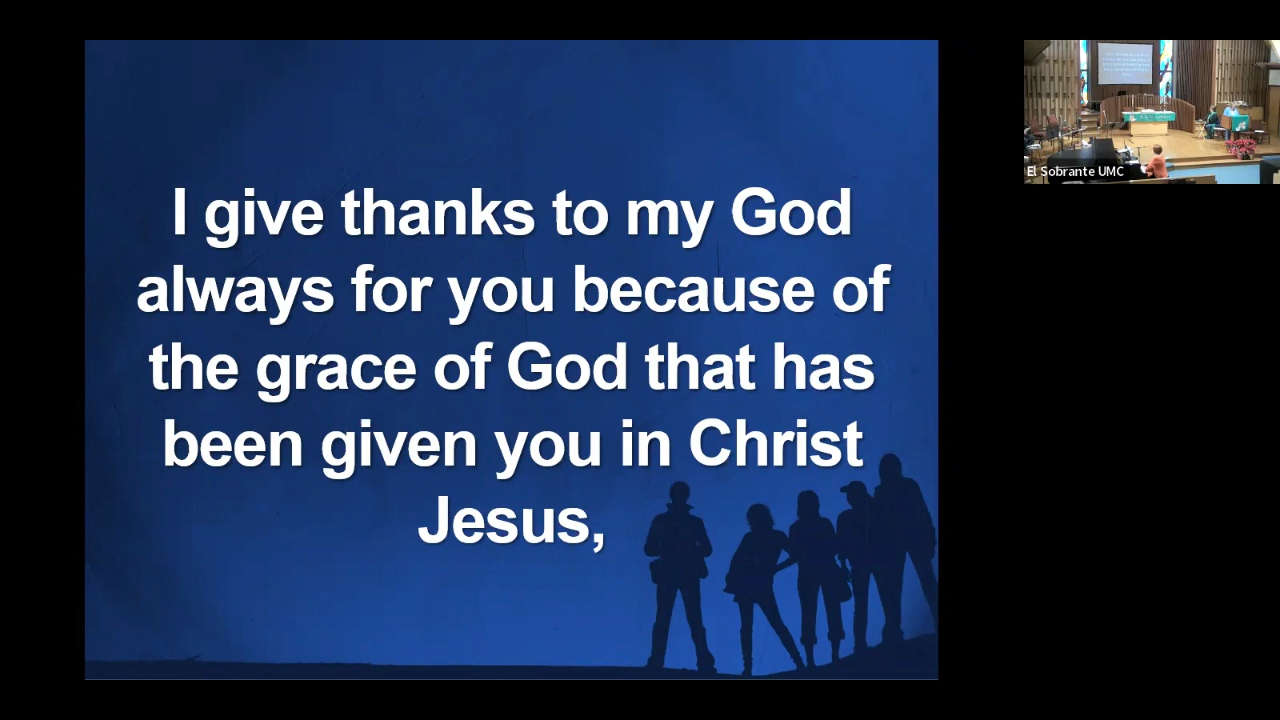 I give thanks to my God
always for you because of
the grace of God that has
been given you in Christ
Jesus,
El Sobrante UMC